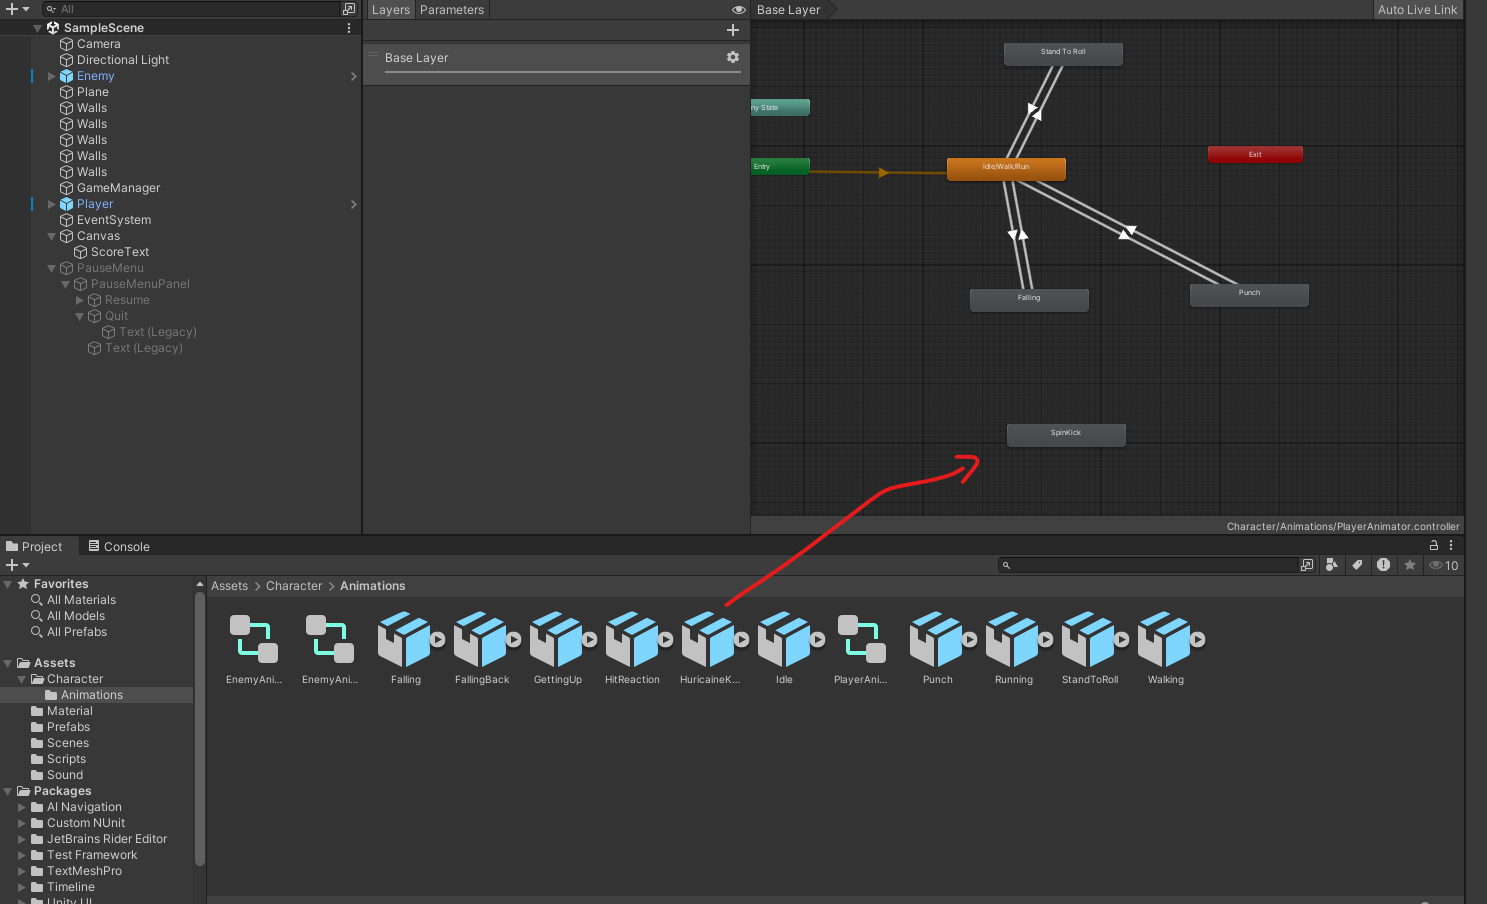 All
Layers
Parameters
Base Layer
Auto Live Link
SampleScene
Camera
Directional Light
Enemy
Plane
Walls
Walls
Walls
Walls
Walls
GameManager
Player
EventSystem
Canvas
ScoreText
PauseMenu
PauseMenuPanel
Resume
Quit
Text (Legacy)
Text (Legacy)
Base Layer
Stand To Roll
ny State
Entry
Idle/Walk/Run
Exit
Falling
Punch
SpinKick
Character/Animations/PlayerAnimator.controller
Project
Console
10
Favorites
All Materials
All Models
All Prefabs
Assets
Character
Animations
Material
Prefabs
Scenes
Scripts
Sound
Packages
AI Navigation
Custom NUnit
JetBrains Rider Editor
Test Framework
TextMeshPro
Timeline
Unity UI
Assets > Character > Animations
EnemyAni...
EnemyAni...
Falling
FallingBack
GettingUp
HitReaction
HuricaineK...
Idle
PlayerAni...
Punch
Running
StandToRoll
Walking